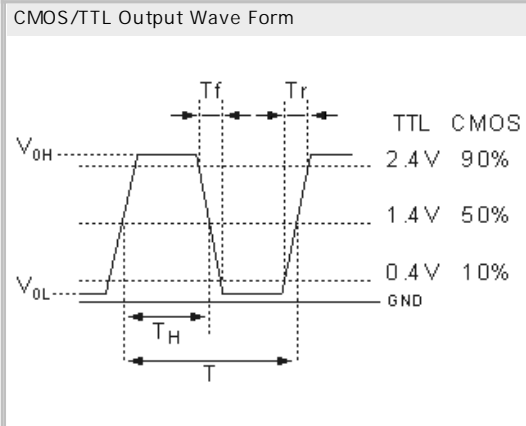 CMOS/TTL Output Wave Form
Tf Tr
TTL CMOS
V0H 2.4V 90%
1.4V 50%
0.4V 10%
V0L GND
TH
T